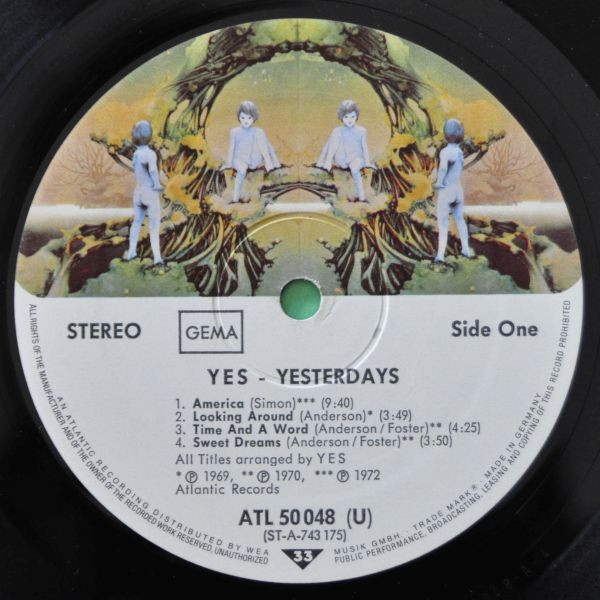 STEREO
GEMA
Side One
YES - YESTERDAYS
1. America (Simon)*** (9:40)
2. Looking Around (Anderson)* (3:49)
3. Time And A Word (Anderson/Foster)** (4:25)
4. Sweet Dreams (Anderson/Foster)** (3:50)
All Titles arranged by YES
* ℗ 1969, ** ℗ 1970, *** ℗ 1972
Atlantic Records
ATL 50 048 (U)
(ST-A-743 175)
33
AN ATLANTIC RECORDING DISTRIBUTED BY WEA MUSIK GMBH. TRADE MARK® MADE IN GERMANY
ALL RIGHTS OF THE MANUFACTURER AND OF THE OWNER OF THE RECORDED WORK RESERVED, UNAUTHORIZED PUBLIC PERFORMANCE, BROADCASTING, LEASING AND COPYING OF THIS RECORD PROHIBITED